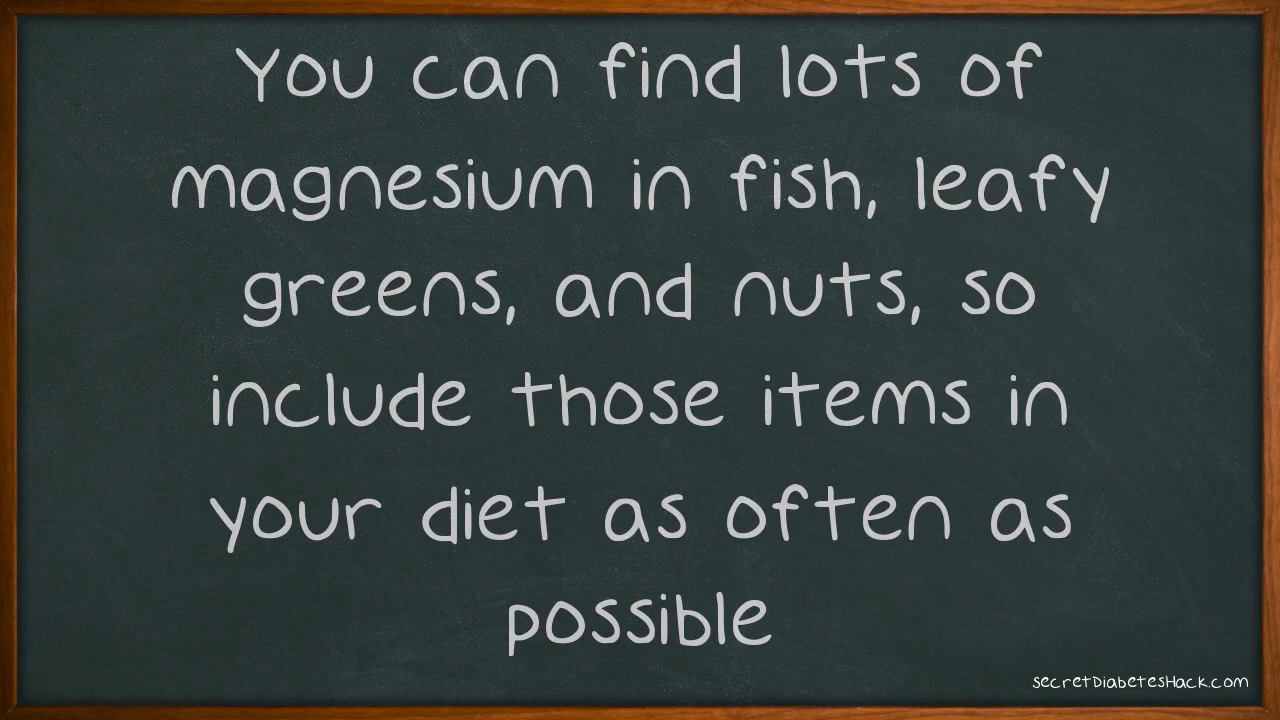 You can find lots of
magnesium in fish, leafy
greens, and nuts, so
include those items in
your diet as often as
possible
secretDiabetesHack.com